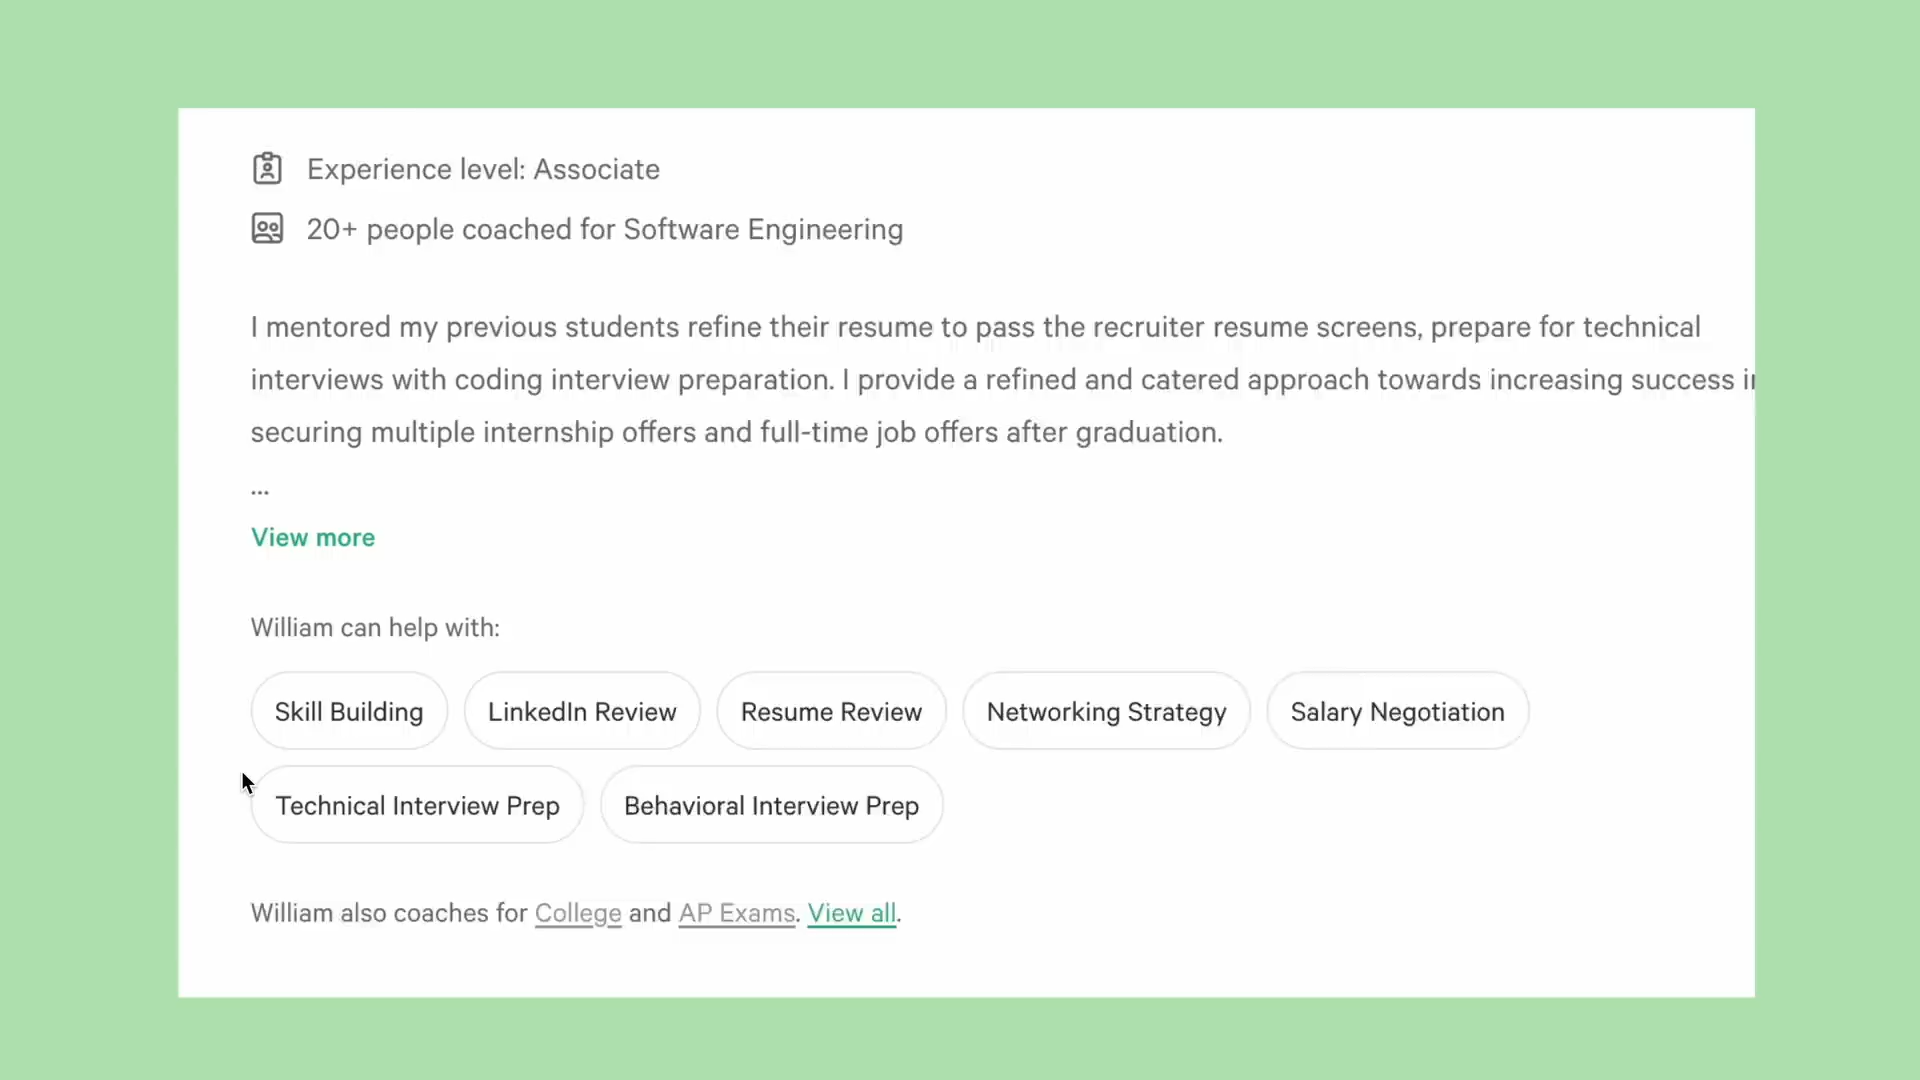 Experience level: Associate
20+ people coached for Software Engineering
I mentored my previous students refine their resume to pass the recruiter resume screens, prepare for technical
interviews with coding interview preparation. I provide a refined and catered approach towards increasing success
securing multiple internship offers and full-time job offers after graduation.
...
View more
William can help with:
Skill Building LinkedIn Review Resume Review Networking Strategy Salary Negotiation
Technical Interview Prep Behavioral Interview Prep
William also coaches for College and AP Exams. View all.